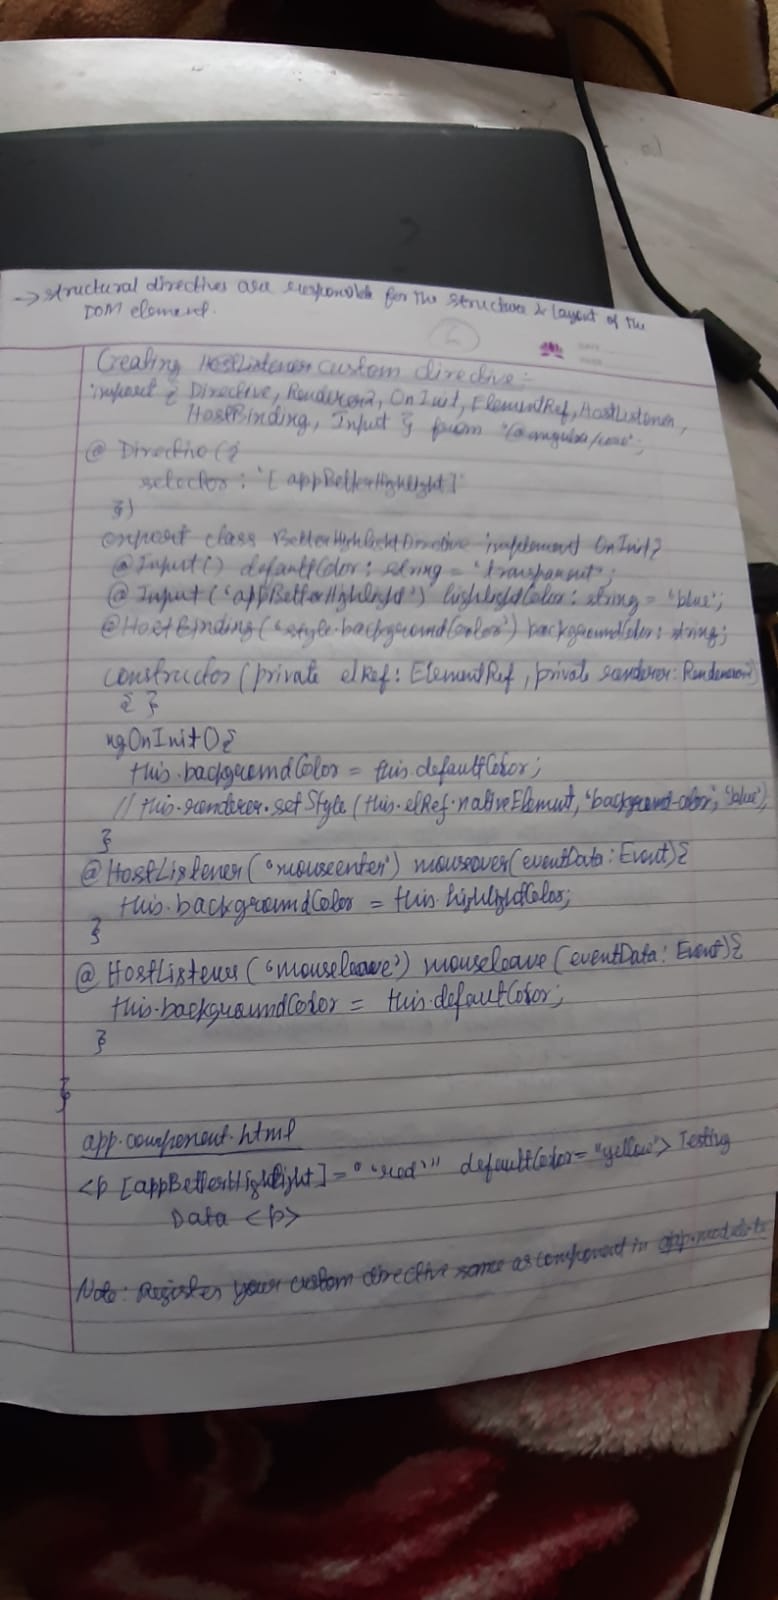 → structural directives are responsible for the structure & layout of the
DOM element.
Creating HostListener custom directive :-
import { Directive, Renderer2, OnInit, ElementRef, HostListener,
HostBinding, Input } from '@angular/core';
@ Directive({
selector : '[appBetterHighlight]'
})
export class BetterHighlightDirective implement OnInit{
@Input() defaultColor : string = 'transparent';
@ Input('appBetterHighlight') highlightColor : string = 'blue';
@HostBinding('style.backgroundColor') backgroundColor : string;
constructor (private elRef : ElementRef, private renderer : Renderer2)
{ }
ngOnInit(){
this.backgroundColor = this.defaultColor;
// this.renderer.setStyle(this.elRef.nativeElement, 'background-color', 'blue');
}
@HostListener('mouseenter') mouseover(eventData : Event){
this.backgroundColor = this.highlightColor;
}
@ HostListener('mouseleave') mouseleave (eventData : Event){
this.backgroundColor = this.defaultColor;
}
}
app.component.html
<p [appBetterHighlight] = "'red'" defaultColor = "yellow"> Testing
Data <p>
Note : Register your custom directive same as component in app.module.ts